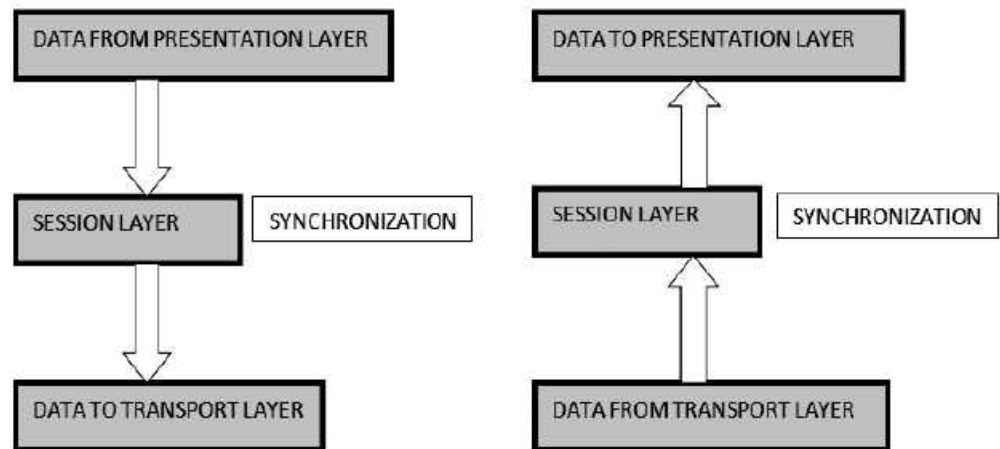 DATA FROM PRESENTATION LAYER
DATA TO PRESENTATION LAYER
SESSION LAYER
SYNCHRONIZATION
SESSION LAYER
SYNCHRONIZATION
DATA TO TRANSPORT LAYER
DATA FROM TRANSPORT LAYER